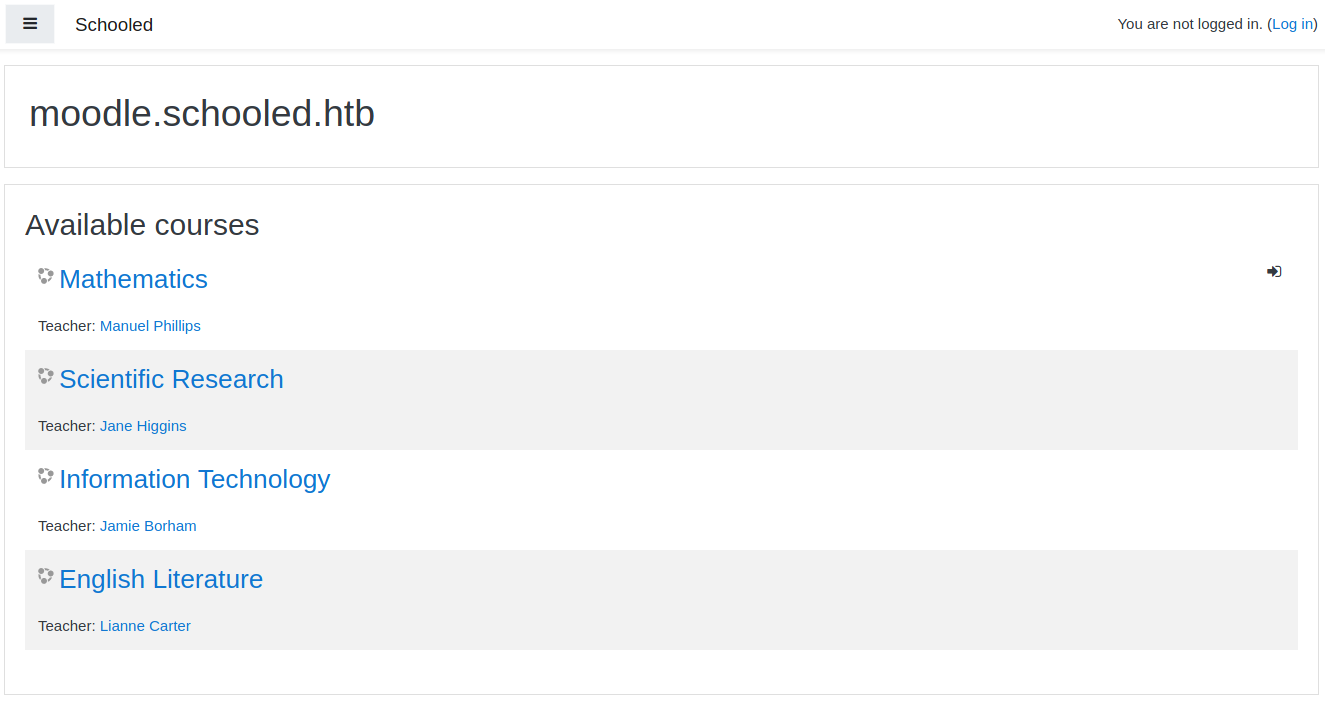 Schooled
You are not logged in. (Log in)
moodle.schooled.htb
Available courses
Mathematics
Teacher: Manuel Phillips
Scientific Research
Teacher: Jane Higgins
Information Technology
Teacher: Jamie Borham
English Literature
Teacher: Lianne Carter